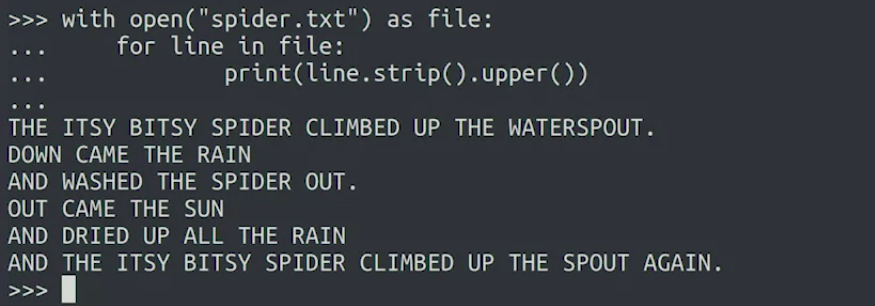 >>> with open("spider.txt") as file:
...     for line in file:
...             print(line.strip().upper())
...
THE ITSY BITSY SPIDER CLIMBED UP THE WATERSPOUT.
DOWN CAME THE RAIN
AND WASHED THE SPIDER OUT.
OUT CAME THE SUN
AND DRIED UP ALL THE RAIN
AND THE ITSY BITSY SPIDER CLIMBED UP THE SPOUT AGAIN.
>>>